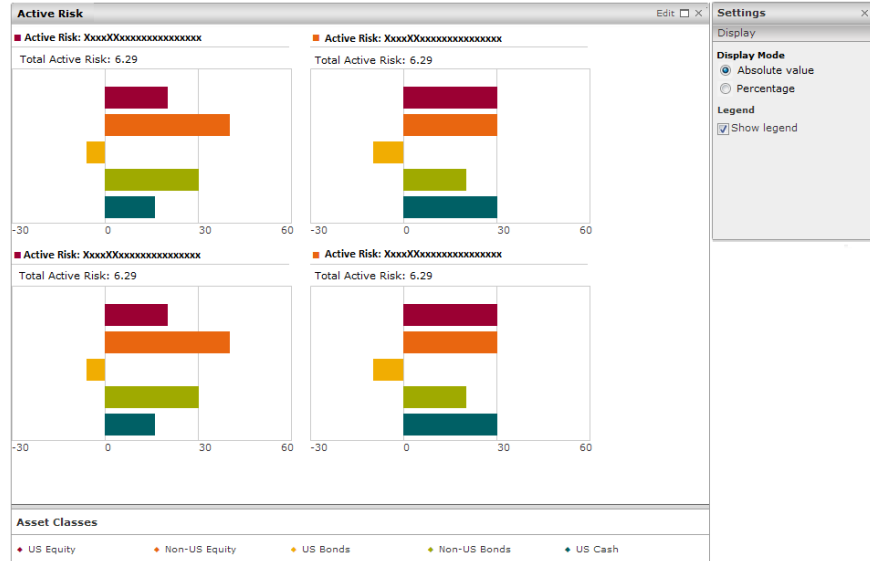 Active Risk
Edit
Active Risk: XxxxXXxxxxxxxxxxxxxxx
Active Risk: XxxxXXxxxxxxxxxxxxxxx
Total Active Risk: 6.29
Total Active Risk: 6.29
-30 0 30 60
-30 0 30 60
Active Risk: XxxxXXxxxxxxxxxxxxxxx
Active Risk: XxxxXXxxxxxxxxxxxxxxx
Total Active Risk: 6.29
Total Active Risk: 6.29
-30 0 30 60
-30 0 30 60
Asset Classes
US Equity
Non-US Equity
US Bonds
Non-US Bonds
US Cash
Settings
Display
Display Mode
Absolute value
Percentage
Legend
Show legend